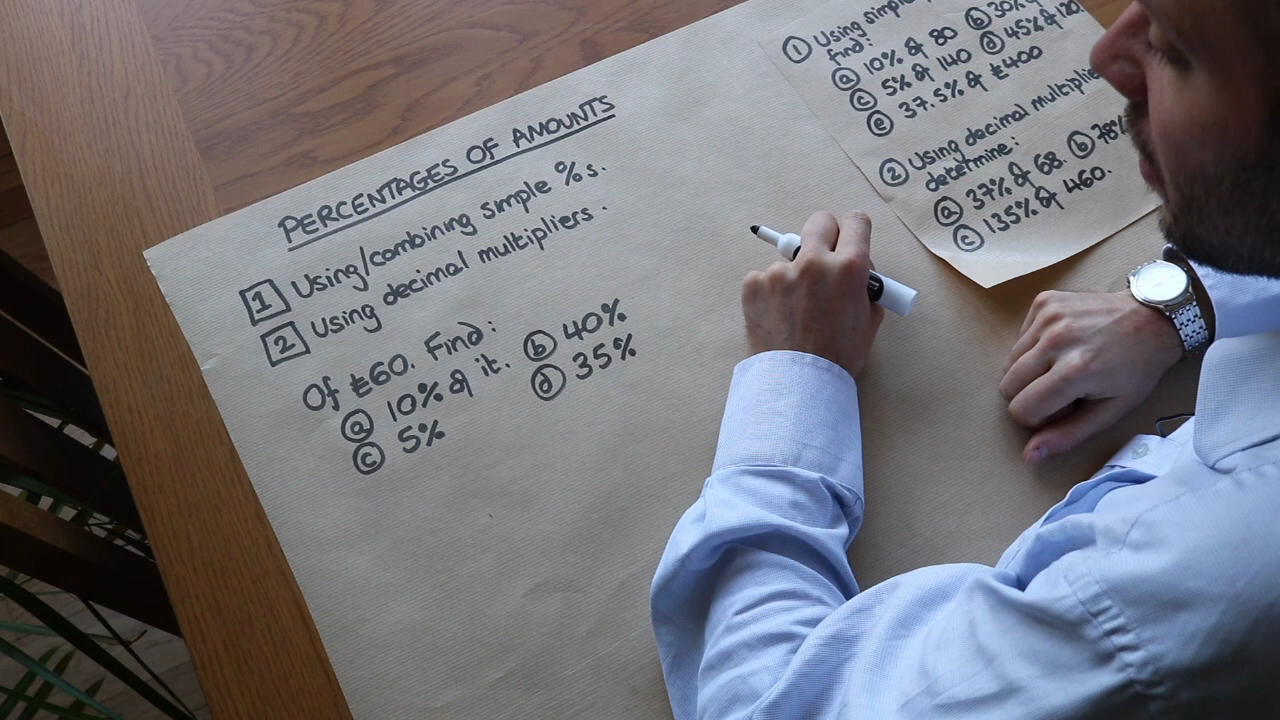 PERCENTAGES OF AMOUNTS
1 Using/combining simple %s.
2 Using decimal multipliers.
Of £60. Find:
a 10% of it. b 40%
c 5% d 35%
1 Using simple
find:
a 10% of 80 b 30%
c 5% of 140 d 45% of 120
e 37.5% of £400
2 Using decimal multiplie
determine:
a 37% of 68. b 78%
c 135% of 460.